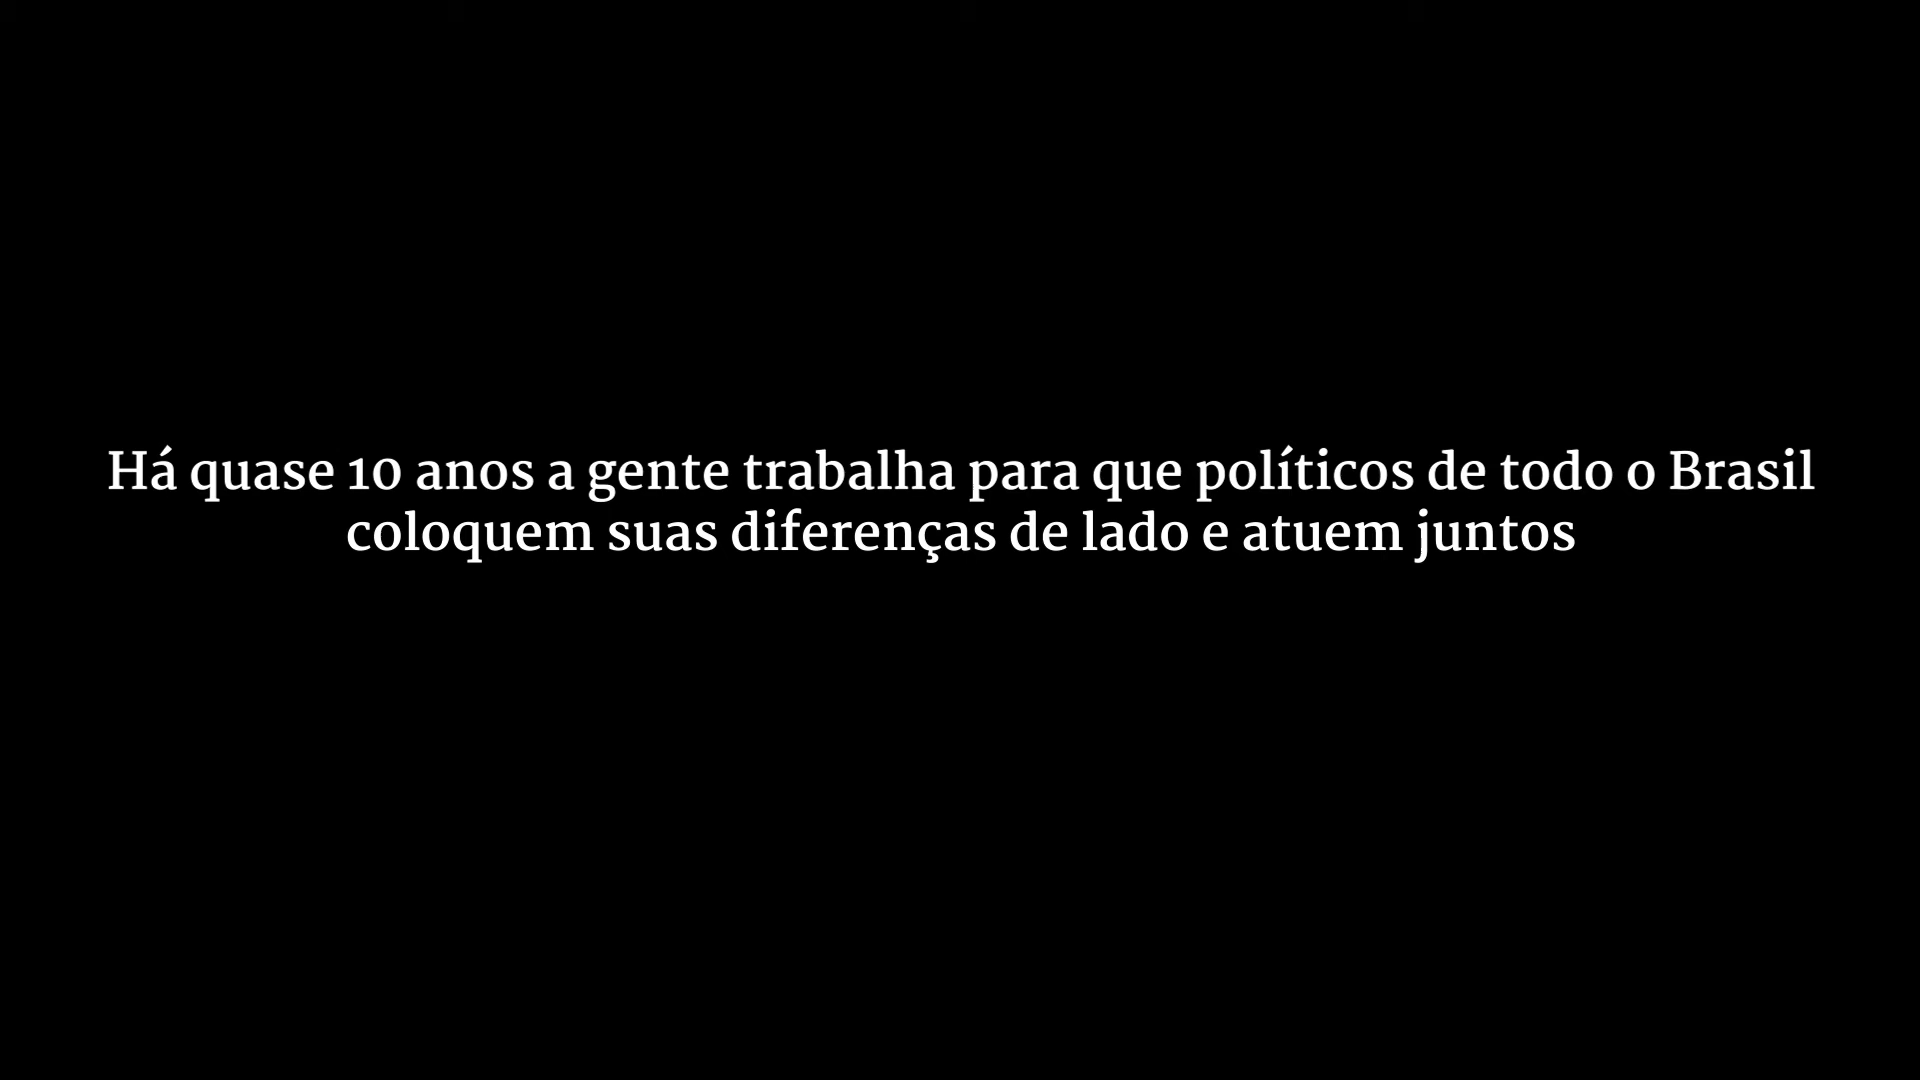 Há quase 10 anos a gente trabalha para que políticos de todo o Brasil
coloquem suas diferenças de lado e atuem juntos